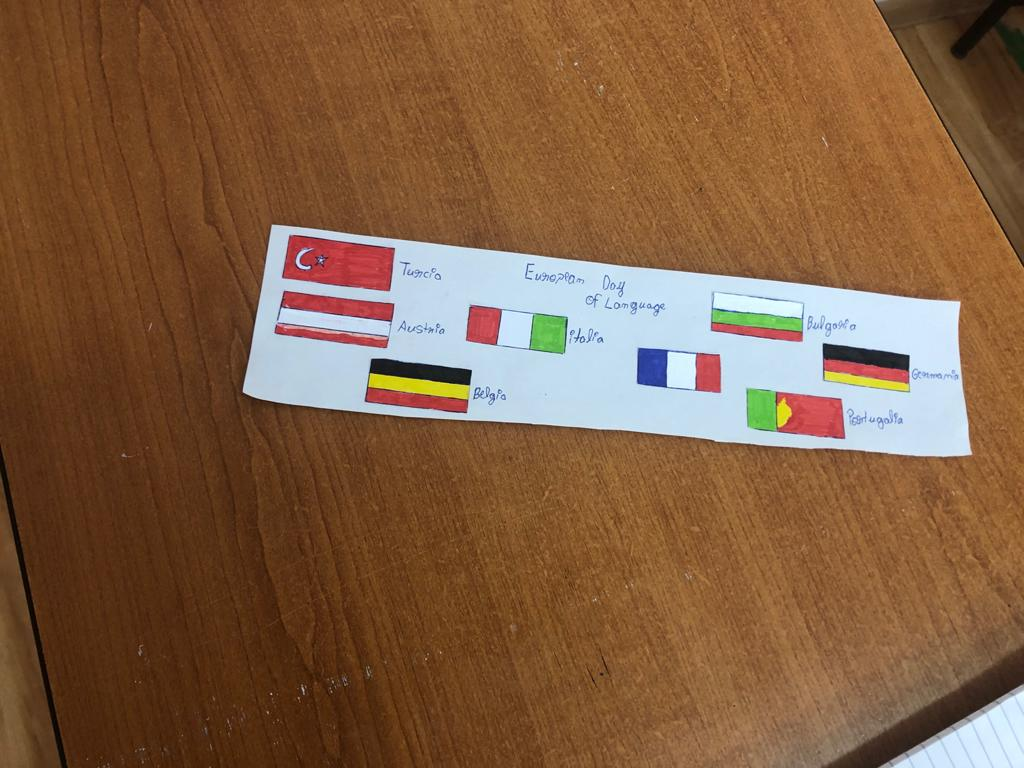 Turcia
Austria
Belgia
Italia
European Day
of Language
Bulgaria
Germania
Portugalia